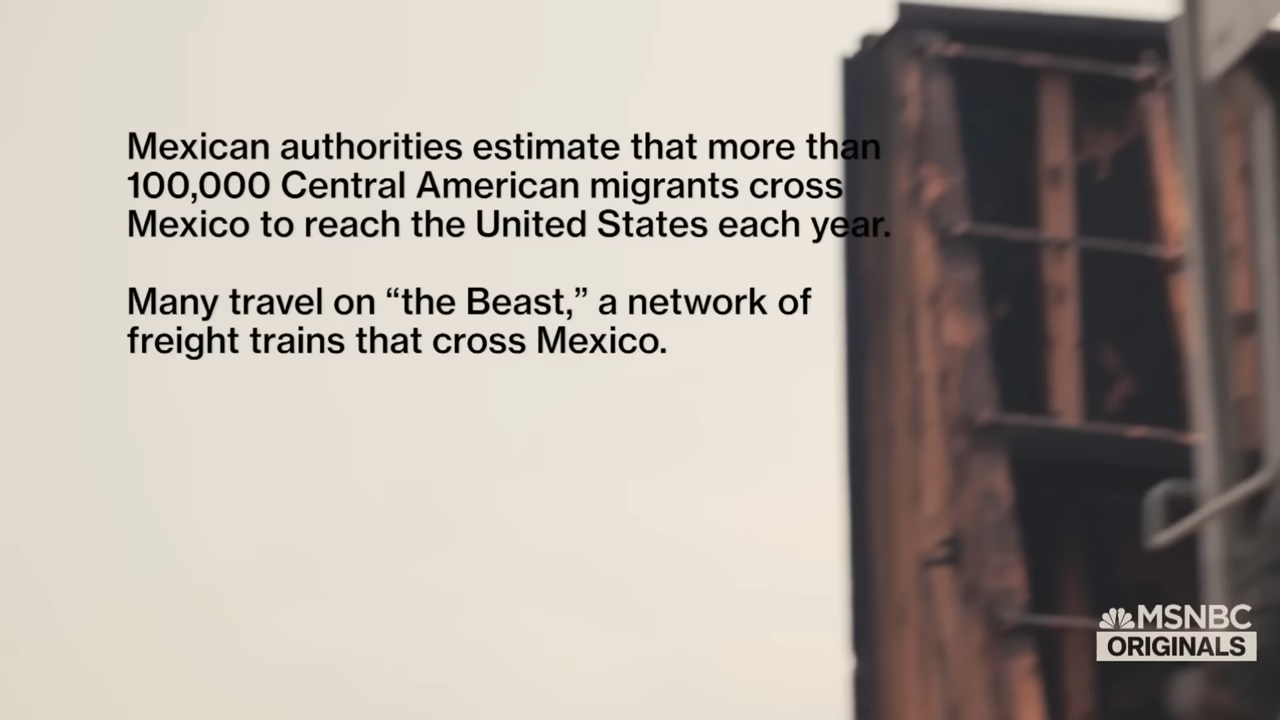 Mexican authorities estimate that more than
100,000 Central American migrants cross
Mexico to reach the United States each year.
Many travel on “the Beast,” a network of
freight trains that cross Mexico.
MSNBC
ORIGINALS